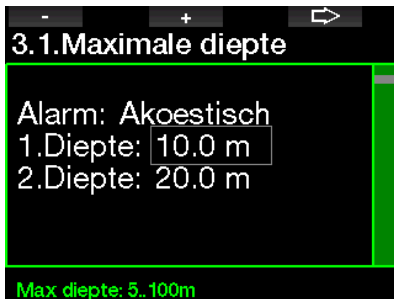 - +
3.1.Maximale diepte
Alarm: Akoestisch
1.Diepte: 10.0 m
2.Diepte: 20.0 m
Max diepte: 5..100m